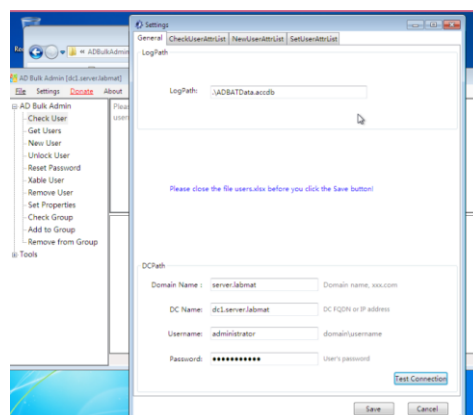 Settings
General CheckUserAttrList NewUserAttrList SetUserAttrList
LogPath
LogPath: .\ADBATData.accdb
Please close the file users.xlsx before you click the Save button!
DCPath
Domain Name : server.labmat Domain name, xxx.com
DC Name: dc1.server.labmat DC FQDN or IP address
Username: administrator domain\username
Password: ●●●●●●●●●●● User's password
Test Connection
Save Cancel
« ADBulkAdmin
AD Bulk Admin [dc1.server.labmat]
File Settings Donate About
AD Bulk Admin
Check User
Get Users
New User
Unlock User
Reset Password
Xable User
Remove User
Set Properties
Check Group
Add to Group
Remove from Group
Tools